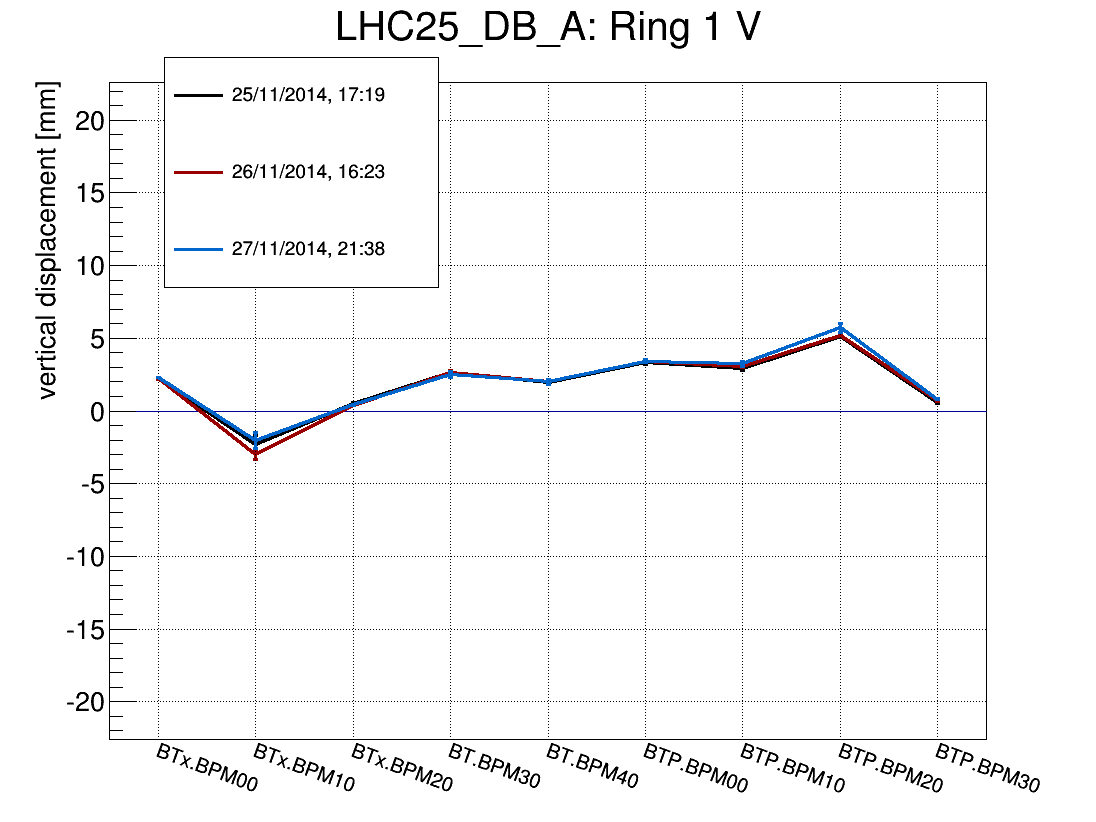 LHC25_DB_A: Ring 1 V
vertical displacement [mm]
25/11/2014, 17:19
26/11/2014, 16:23
27/11/2014, 21:38
20
15
10
5
0
-5
-10
-15
-20
BTx.BPM00
BTx.BPM10
BTx.BPM20
BT.BPM30
BT.BPM40
BTP.BPM00
BTP.BPM10
BTP.BPM20
BTP.BPM30